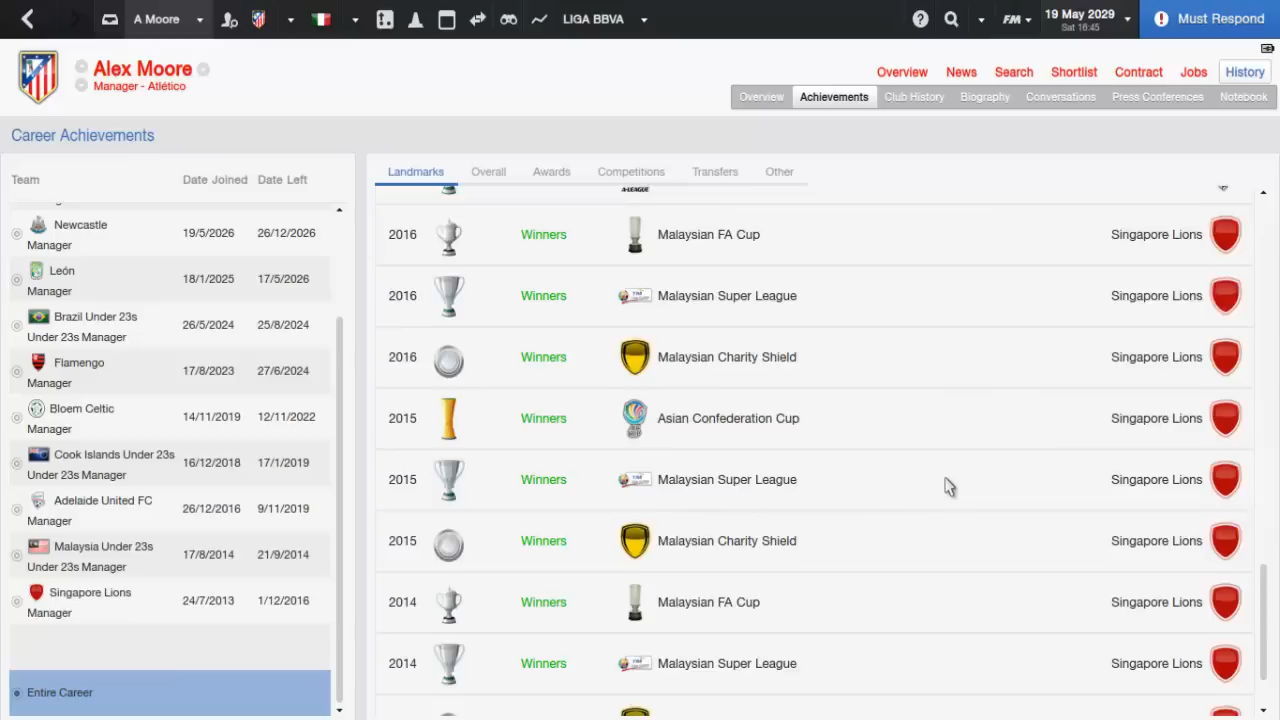 A Moore
LIGA BBVA
FM
19 May 2029
Sat 16:45
Must Respond
Alex Moore
Manager - Atlético
Overview News Search Shortlist Contract Jobs History
Overview Achievements Club History Biography Conversations Press Conferences Notebook
Career Achievements
Team Date Joined Date Left
Newcastle
Manager 19/5/2026 26/12/2026
León
Manager 18/1/2025 17/5/2026
Brazil Under 23s
Under 23s Manager 26/5/2024 25/8/2024
Flamengo
Manager 17/8/2023 27/6/2024
Bloem Celtic
Manager 14/11/2019 12/11/2022
Cook Islands Under 23s
Under 23s Manager 16/12/2018 17/1/2019
Adelaide United FC
Manager 26/12/2016 9/11/2019
Malaysia Under 23s
Under 23s Manager 17/8/2014 21/9/2014
Singapore Lions
Manager 24/7/2013 1/12/2016
Entire Career
Landmarks Overall Awards Competitions Transfers Other
A-LEAGUE
2016 Winners Malaysian FA Cup Singapore Lions
2016 Winners Malaysian Super League Singapore Lions
2016 Winners Malaysian Charity Shield Singapore Lions
2015 Winners Asian Confederation Cup Singapore Lions
2015 Winners Malaysian Super League Singapore Lions
2015 Winners Malaysian Charity Shield Singapore Lions
2014 Winners Malaysian FA Cup Singapore Lions
2014 Winners Malaysian Super League Singapore Lions